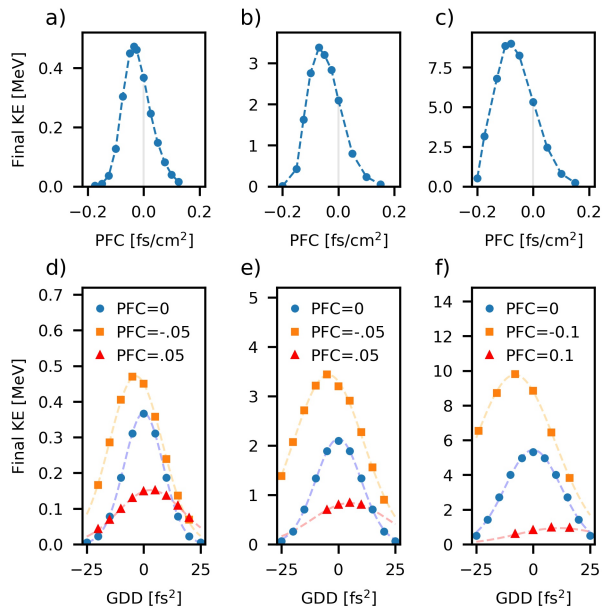 a)
b)
c)
Final KE [MeV]
0.4
0.2
0.0
3
2
1
0
7.5
5.0
2.5
0.0
−0.2 0.0 0.2
−0.2 0.0 0.2
−0.2 0.0 0.2
PFC [fs/cm²]
PFC [fs/cm²]
PFC [fs/cm²]
d)
e)
f)
Final KE [MeV]
0.7
0.6
0.5
0.4
0.3
0.2
0.1
0.0
PFC=0
PFC=-.05
PFC=.05
5
4
3
2
1
0
PFC=0
PFC=-.05
PFC=.05
14
12
10
8
6
4
2
0
PFC=0
PFC=-0.1
PFC=0.1
−25 0 25
−25 0 25
−25 0 25
GDD [fs²]
GDD [fs²]
GDD [fs²]